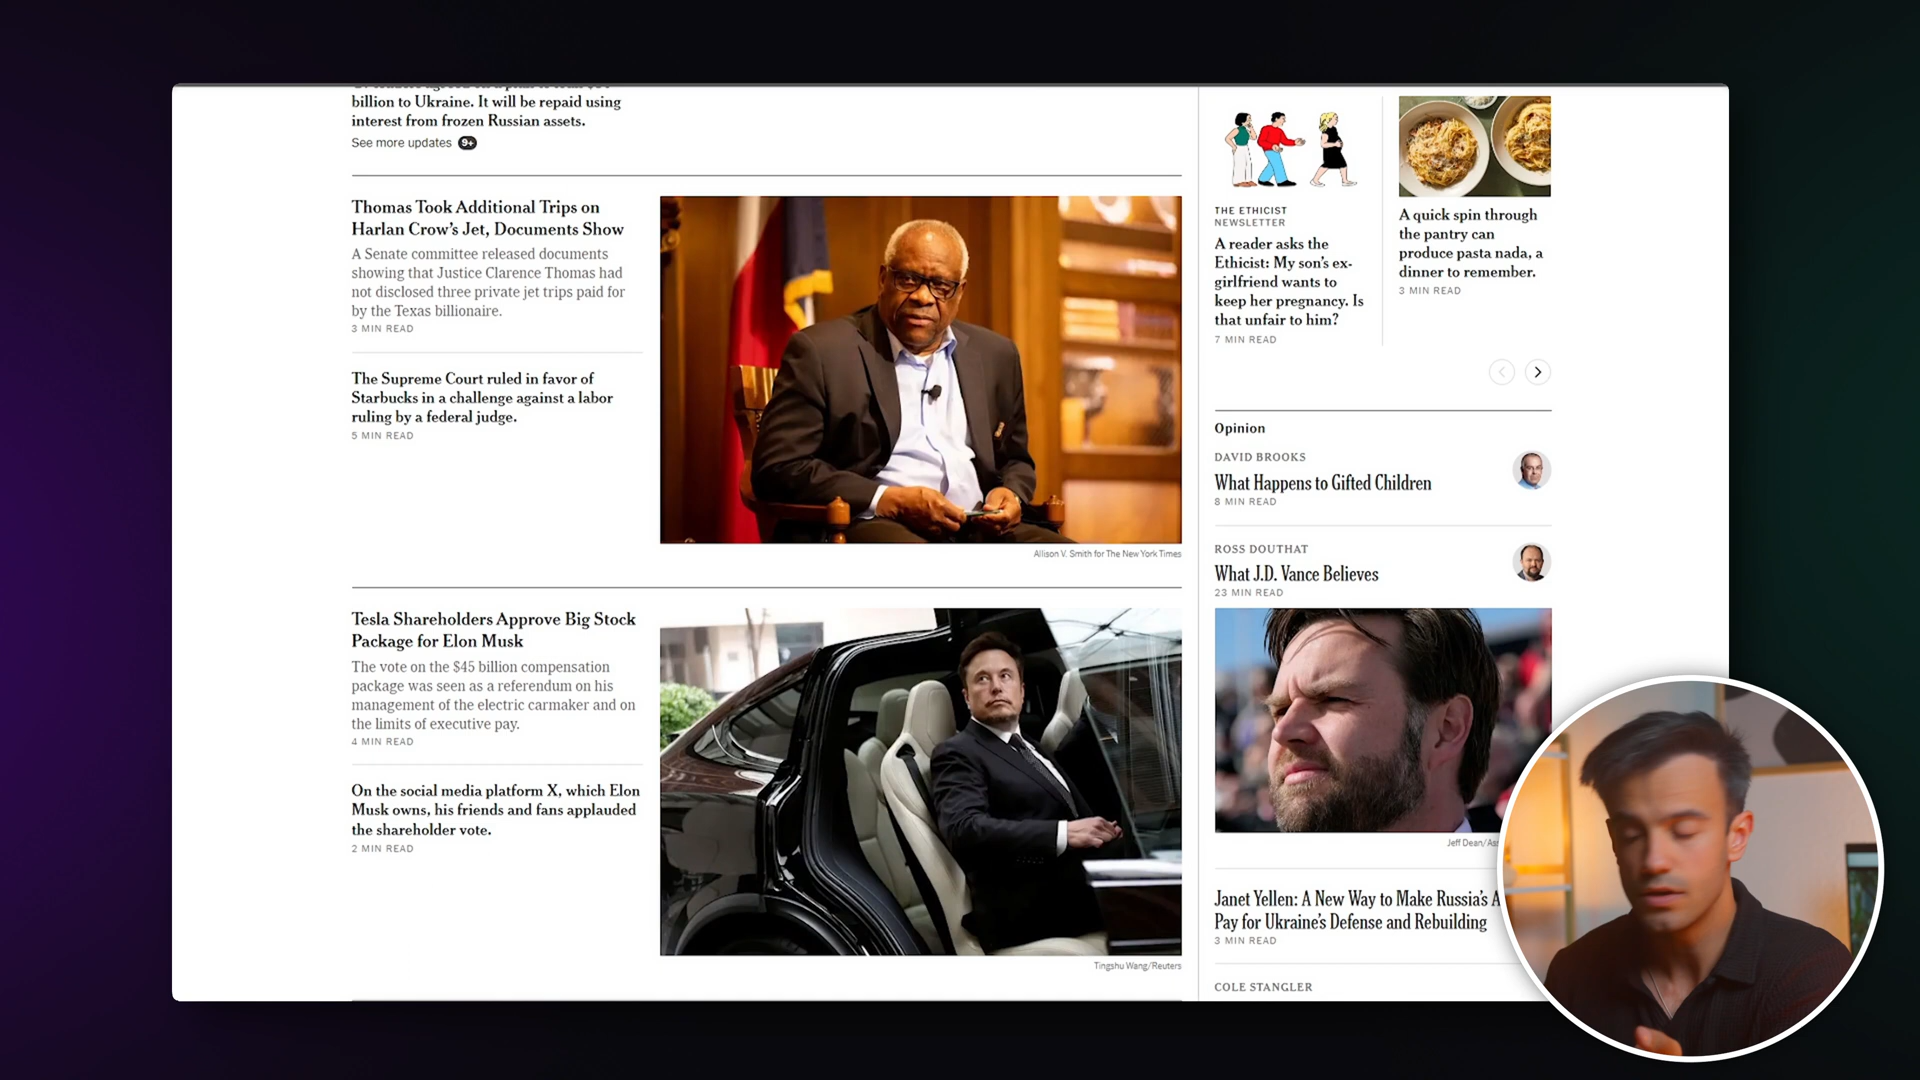 billion to Ukraine. It will be repaid using
interest from frozen Russian assets.
See more updates 9+
Thomas Took Additional Trips on
Harlan Crow’s Jet, Documents Show
A Senate committee released documents
showing that Justice Clarence Thomas had
not disclosed three private jet trips paid for
by the Texas billionaire.
3 MIN READ
The Supreme Court ruled in favor of
Starbucks in a challenge against a labor
ruling by a federal judge.
5 MIN READ
Allison V. Smith for The New York Times
Tesla Shareholders Approve Big Stock
Package for Elon Musk
The vote on the $45 billion compensation
package was seen as a referendum on his
management of the electric carmaker and on
the limits of executive pay.
4 MIN READ
On the social media platform X, which Elon
Musk owns, his friends and fans applauded
the shareholder vote.
2 MIN READ
Tingshu Wang/Reuters
THE ETHICIST
NEWSLETTER
A reader asks the
Ethicist: My son’s ex-
girlfriend wants to
keep her pregnancy. Is
that unfair to him?
7 MIN READ
A quick spin through
the pantry can
produce pasta nada, a
dinner to remember.
3 MIN READ
Opinion
DAVID BROOKS
What Happens to Gifted Children
8 MIN READ
ROSS DOUTHAT
What J.D. Vance Believes
23 MIN READ
Jeff Dean/
Janet Yellen: A New Way to Make Russia’s
Pay for Ukraine’s Defense and Rebuilding
3 MIN READ
COLE STANGLER